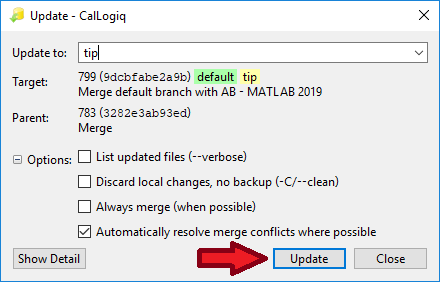 Update - CalLogiq
Update to: tip
Target: 799 (9dcbfabe2a9b) default tip
Merge default branch with AB - MATLAB 2019
Parent: 783 (3282e3ab93ed)
Merge
Options: List updated files (--verbose)
Discard local changes, no backup (-C/--clean)
Always merge (when possible)
Automatically resolve merge conflicts where possible
Show Detail Update Close